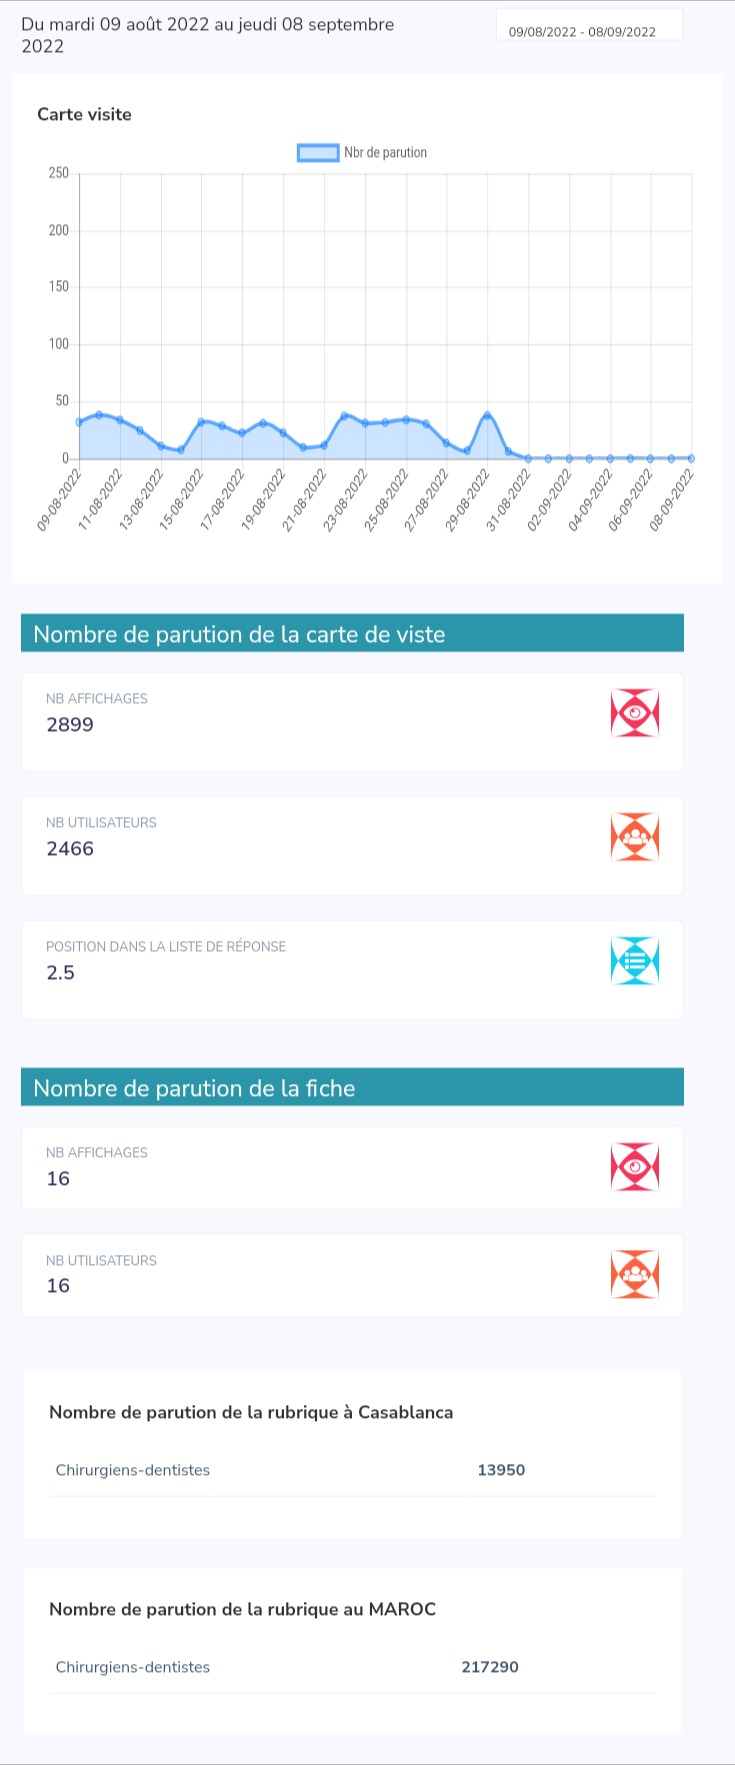 Du mardi 09 août 2022 au jeudi 08 septembre
2022
09/08/2022 - 08/09/2022
Carte visite
Nbr de parution
250
200
150
100
50
0
09-08-2022
11-08-2022
13-08-2022
15-08-2022
17-08-2022
19-08-2022
21-08-2022
23-08-2022
25-08-2022
27-08-2022
29-08-2022
31-08-2022
02-09-2022
04-09-2022
06-09-2022
08-09-2022
Nombre de parution de la carte de viste
NB AFFICHAGES
2899
NB UTILISATEURS
2466
POSITION DANS LA LISTE DE RÉPONSE
2.5
Nombre de parution de la fiche
NB AFFICHAGES
16
NB UTILISATEURS
16
Nombre de parution de la rubrique à Casablanca
Chirurgiens-dentistes 13950
Nombre de parution de la rubrique au MAROC
Chirurgiens-dentistes 217290